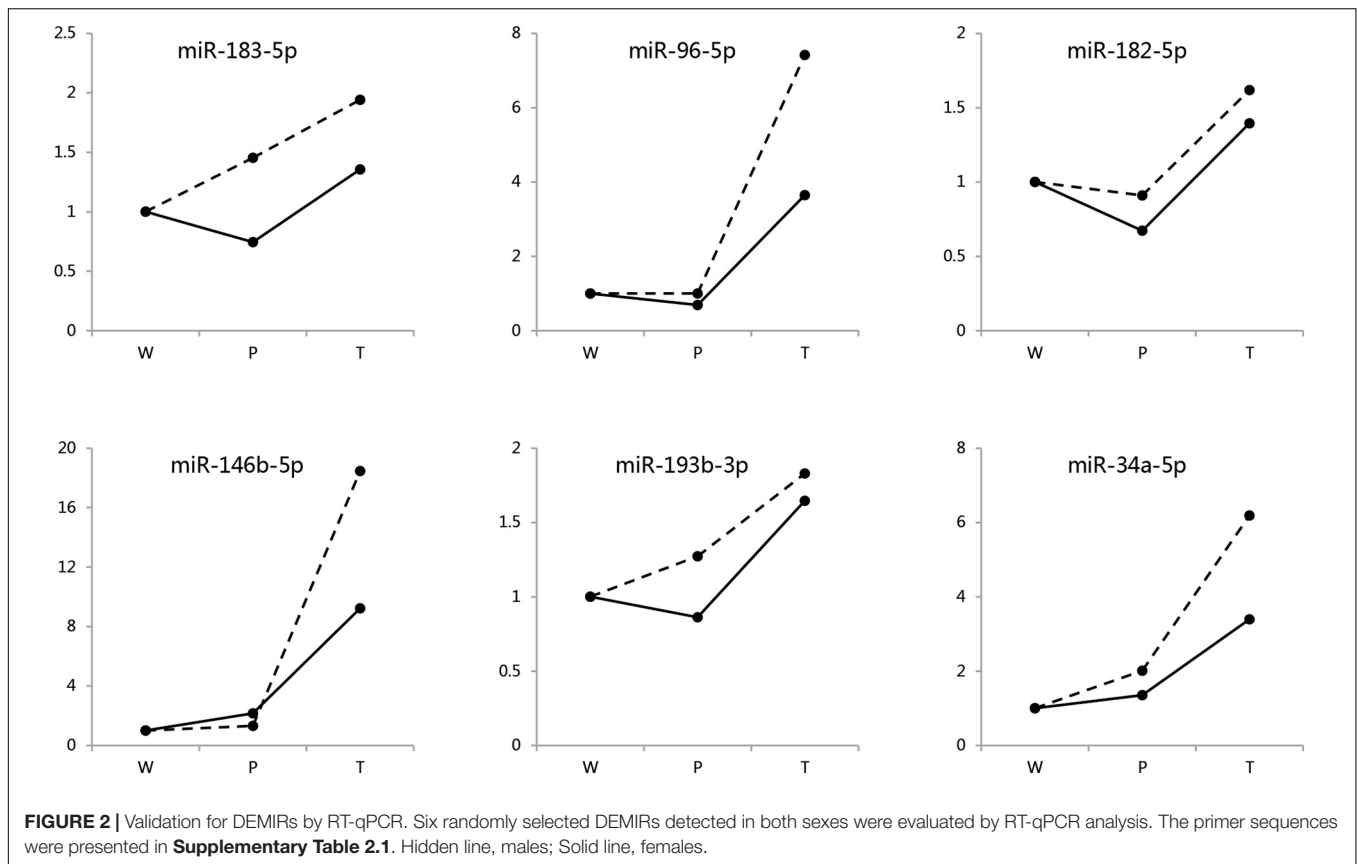 miR-183-5p
2.5
2
1.5
1
0.5
0
W P T
miR-96-5p
8
6
4
2
0
W P T
miR-182-5p
2
1.5
1
0.5
0
W P T
miR-146b-5p
20
16
12
8
4
0
W P T
miR-193b-3p
2
1.5
1
0.5
0
W P T
miR-34a-5p
8
6
4
2
0
W P T
FIGURE 2 | Validation for DEMIRs by RT-qPCR. Six randomly selected DEMIRs detected in both sexes were evaluated by RT-qPCR analysis. The primer sequences
were presented in Supplementary Table 2.1. Hidden line, males; Solid line, females.